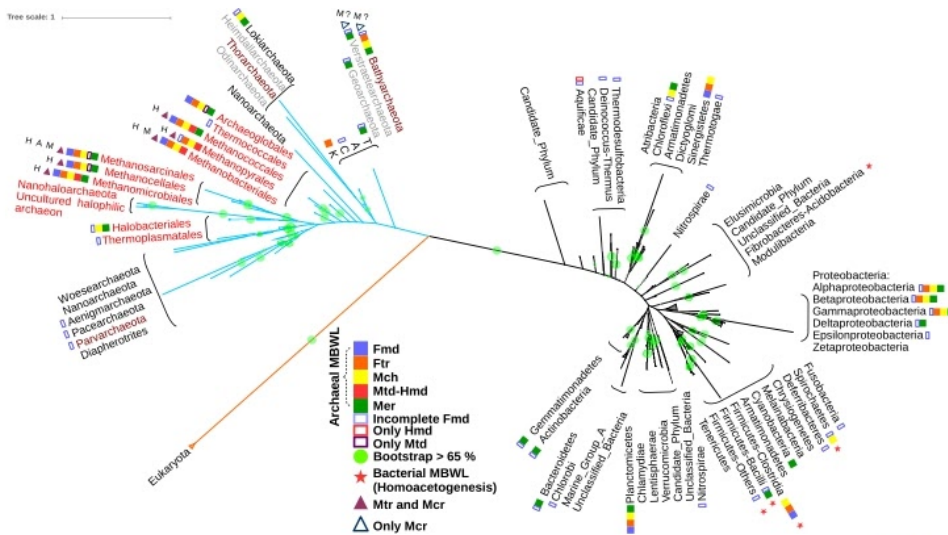 Tree scale: 1
M ? M ?
Lokiarchaeota
Heimdallarchaeota
Thorarchaeota
Odinarchaeota
Nanoarchaeota
Bathyarchaeota
Verstraetearchaeota
Geoarchaeota
T
A
C
K
H
Archaeoglobales
Thermococcales
H M H
Methanococcales
Methanopyrales
Methanobacteriales
H A M
Methanosarcinales
H
Methanocellales
H
Methanomicrobiales
Nanohaloarchaeota
Uncultured halophilic
archaeon
Halobacteriales
Thermoplasmatales
Woesearchaeota
Nanoarchaeota
Aenigmarchaeota
Pacearchaeota
Parvarchaeota
Diapherotrites
Eukaryota
Candidate_Phylum
Aquificae
Candidate_Phylum
Deinococcus-Thermus
Thermodesulfobacteria
Atribacteria
Chloroflexi
Armatimonadetes
Dictyoglomi
Sinergistetes
Thermotogae
Nitrospirae
Elusimicrobia
Candidate_Phylum
Unclassified_Bacteria
Fibrobacteres-Acidobacteria
Modulibacteria
Proteobacteria:
Alphaproteobacteria
Betaproteobacteria
Gammaproteobacteria
Deltaproteobacteria
Epsilonproteobacteria
Zetaproteobacteria
Fusobacteria
Spirochaetes
Deferribacteres
Chrysiogenetes
Melainabacteria
Cyanobacteria
Armatimonadetes
Firmicutes-Clostridia
Firmicutes-Bacilli
Firmicutes-Others
Tenericutes
Nitrospirae
Unclassified_Bacteria
Candidate_Phylum
Verrucomicrobia
Lentisphaerae
Chlamydiae
Planctomicetes
Unclassified_Bacteria
Marine_Group_A
Chlorobi
Bacteroidetes
Gemmatimonadetes
Actinobacteria
Archaeal MBWL
Fmd
Ftr
Mch
Mtd-Hmd
Mer
Incomplete Fmd
Only Hmd
Only Mtd
Bootstrap > 65 %
Bacterial MBWL
(Homoacetogenesis)
Mtr and Mcr
Only Mcr